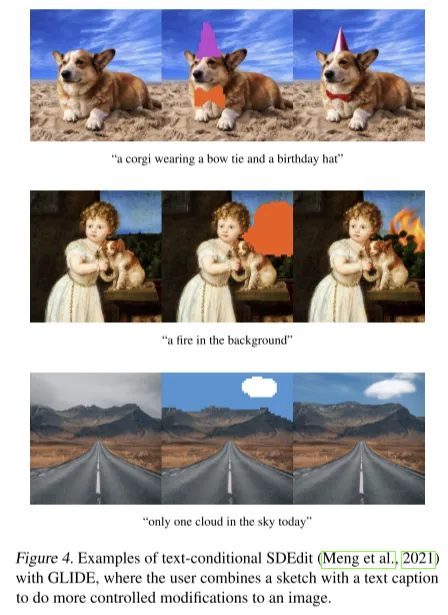 “a corgi wearing a bow tie and a birthday hat”
“a fire in the background”
“only one cloud in the sky today”
Figure 4. Examples of text-conditional SDEdit (Meng et al., 2021)
with GLIDE, where the user combines a sketch with a text caption
to do more controlled modifications to an image.